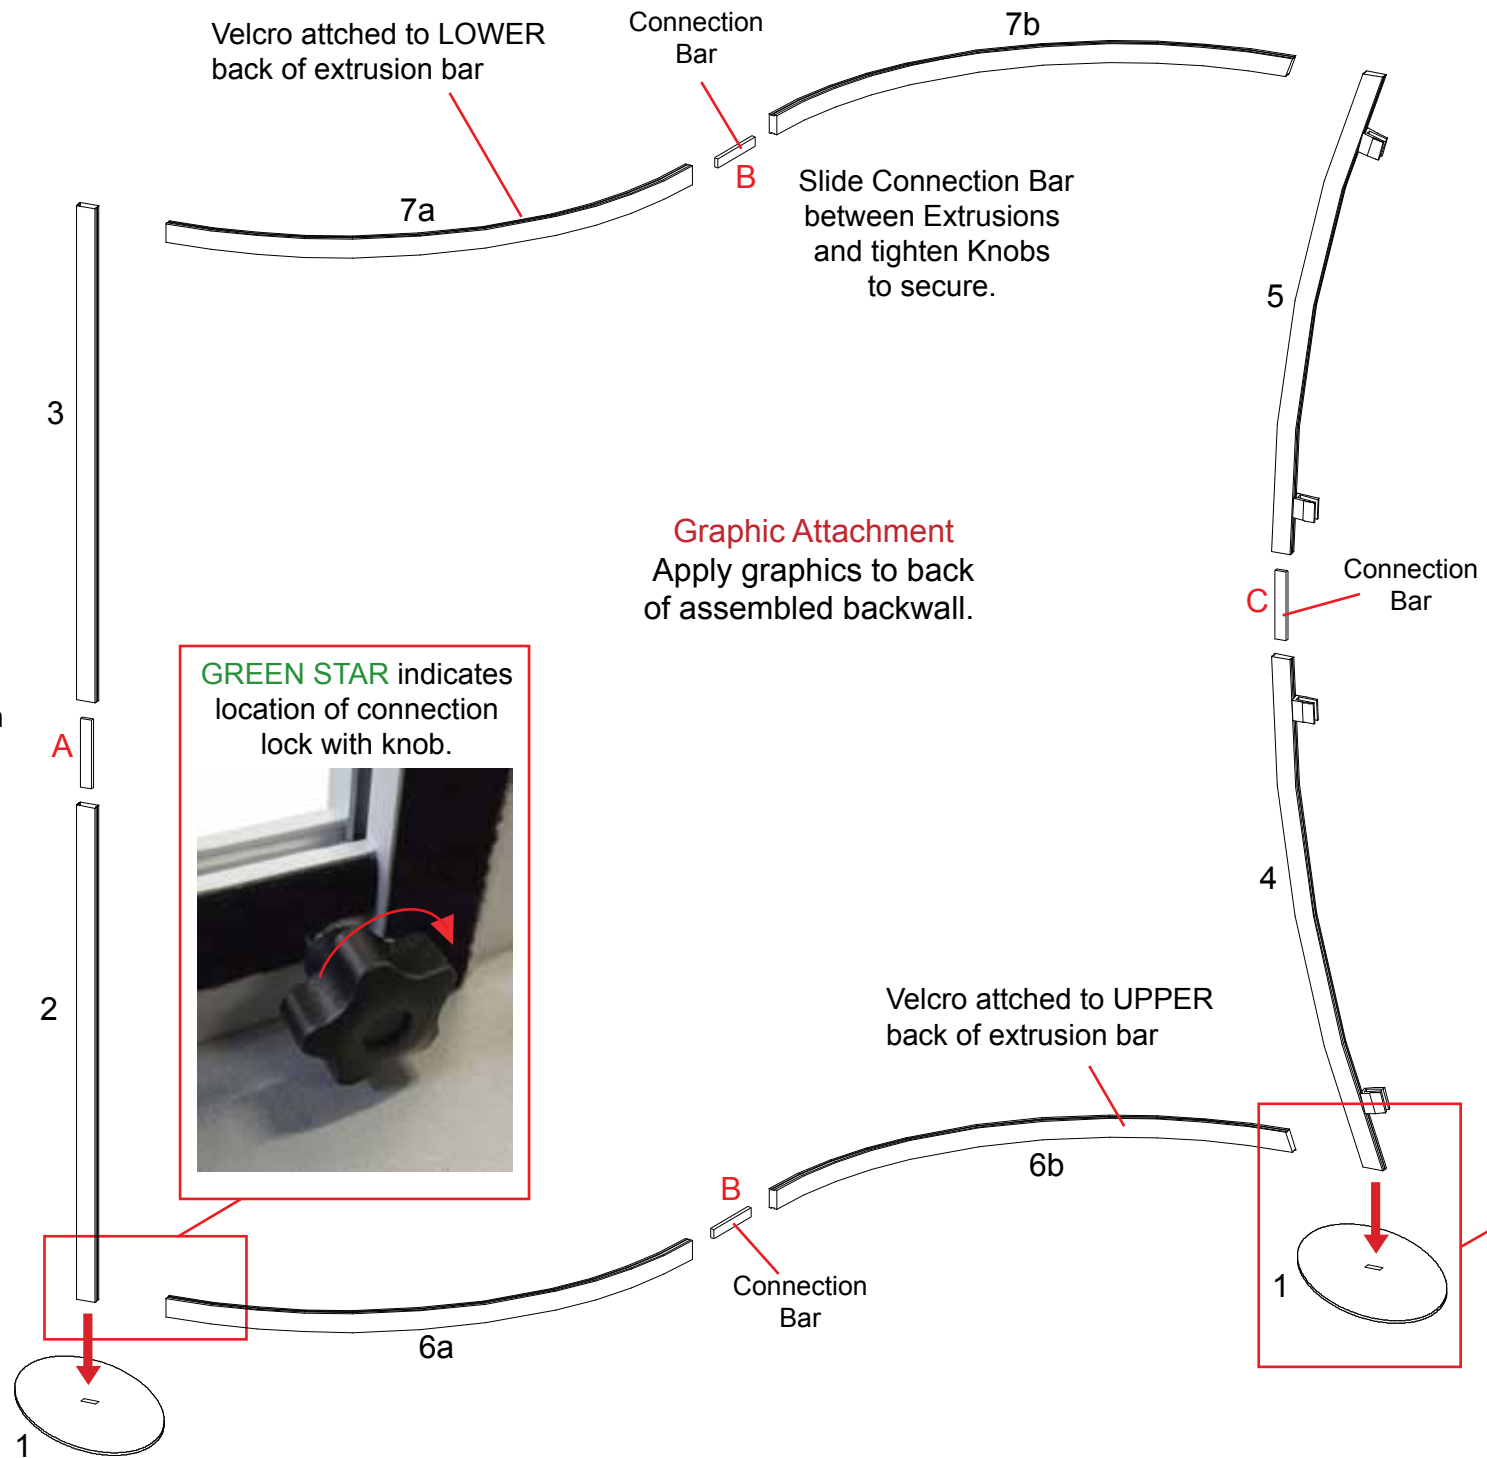 Velcro attched to LOWER
back of extrusion bar
Connection
Bar
7b
7a
B
Slide Connection Bar
between Extrusions
and tighten Knobs
to secure.
5
3
Graphic Attachment
Apply graphics to back
of assembled backwall.
C
Connection
Bar
GREEN STAR indicates
location of connection
lock with knob.
A
4
2
Velcro attched to UPPER
back of extrusion bar
6b
B
Connection
Bar
1
6a
1